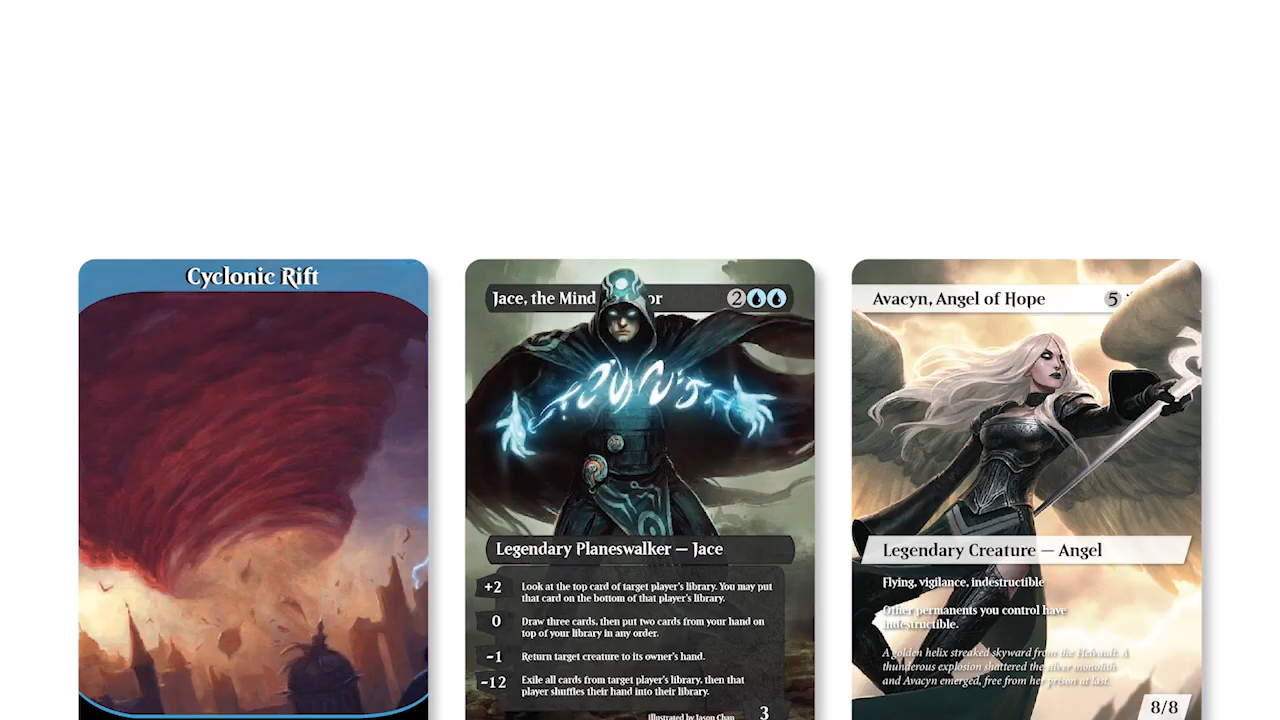 Cyclonic Rift
Jace, the Mind or 2
Legendary Planeswalker — Jace
+2 Look at the top card of target player's library. You may put
that card on the bottom of that player's library.
0 Draw three cards, then put two cards from your hand on
top of your library in any order.
−1 Return target creature to its owner's hand.
−12 Exile all cards from target player's library, then that
player shuffles their hand into their library.
Illustrated by Jason Chan
3
Avacyn, Angel of Hope 5
Legendary Creature — Angel
Flying, vigilance, indestructible
Other permanents you control have
indestructible.
A golden helix streaked skyward from the Helvault. A
thunderous explosion shattered the silver monolith
and Avacyn emerged, free from her prison at last.
8/8